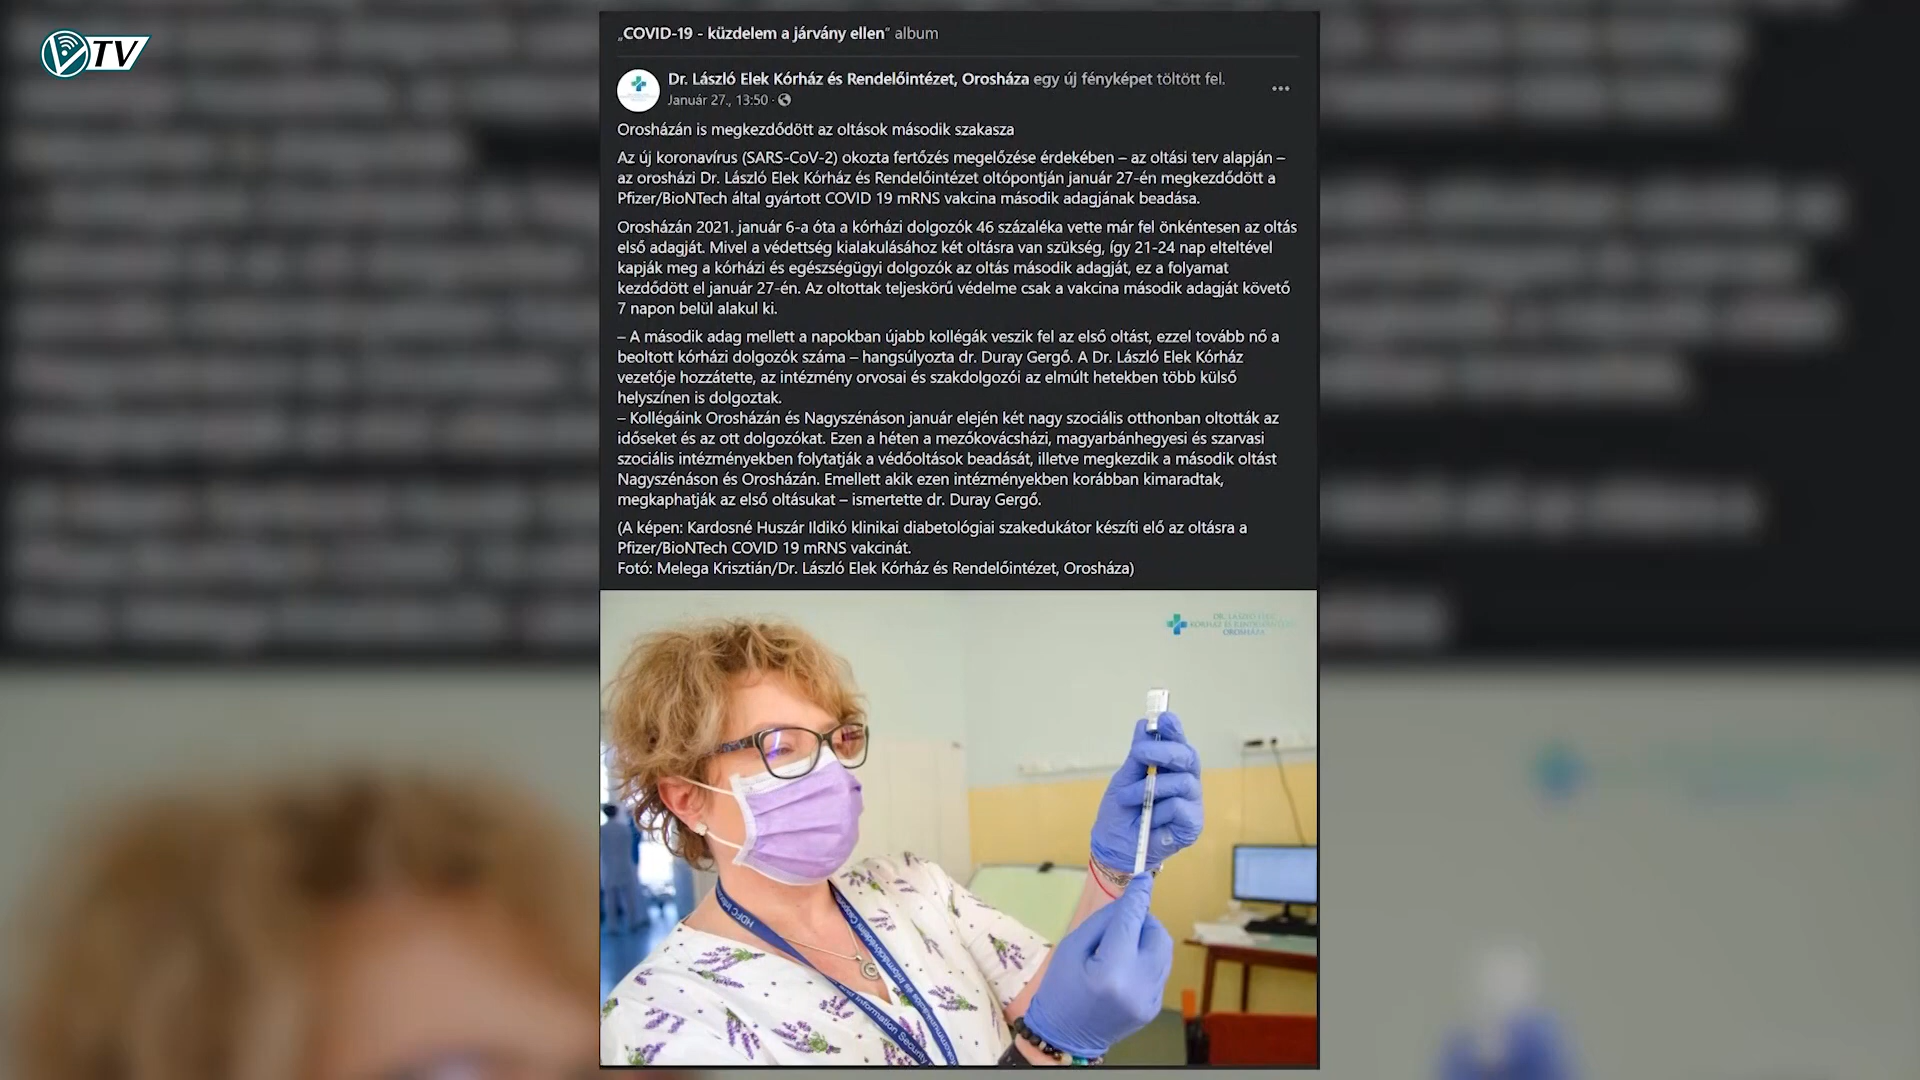 VTV
„COVID-19 - küzdelem a járvány ellen” album
Dr. László Elek Kórház és Rendelőintézet, Orosháza egy új fényképet töltött fel.
Január 27., 13:50 ·
Orosházán is megkezdődött az oltások második szakasza
Az új koronavírus (SARS-CoV-2) okozta fertőzés megelőzése érdekében – az oltási terv alapján –
az orosházi Dr. László Elek Kórház és Rendelőintézet oltópontján január 27-én megkezdődött a
Pfizer/BioNTech által gyártott COVID 19 mRNS vakcina második adagjának beadása.
Orosházán 2021. január 6-a óta a kórházi dolgozók 46 százaléka vette már fel önkéntesen az oltás
első adagját. Mivel a védettség kialakulásához két oltásra van szükség, így 21-24 nap elteltével
kapják meg a kórházi és egészségügyi dolgozók az oltás második adagját, ez a folyamat
kezdődött el január 27-én. Az oltottak teljeskörű védelme csak a vakcina második adagját követő
7 napon belül alakul ki.
– A második adag mellett a napokban újabb kollégák veszik fel az első oltást, ezzel tovább nő a
beoltott kórházi dolgozók száma – hangsúlyozta dr. Duray Gergő. A Dr. László Elek Kórház
vezetője hozzátette, az intézmény orvosai és szakdolgozói az elmúlt hetekben több külső
helyszínen is dolgoztak.
– Kollégáink Orosházán és Nagyszénáson január elején két nagy szociális otthonban oltották az
időseket és az ott dolgozókat. Ezen a héten a mezőkovácsházi, magyarbánhegyesi és szarvasi
szociális intézményekben folytatják a védőoltások beadását, illetve megkezdik a második oltást
Nagyszénáson és Orosházán. Emellett akik ezen intézményekben korábban kimaradtak,
megkaphatják az első oltásukat – ismertette dr. Duray Gergő.
(A képen: Kardosné Huszár Ildikó klinikai diabetológiai szakedukátor készíti elő az oltásra a
Pfizer/BioNTech COVID 19 mRNS vakcinát.
Fotó: Melega Krisztián/Dr. László Elek Kórház és Rendelőintézet, Orosháza)
DR. LÁSZLÓ ELEK
KÓRHÁZ ÉS RENDELŐINTÉZET
OROSHÁZA
Information Security